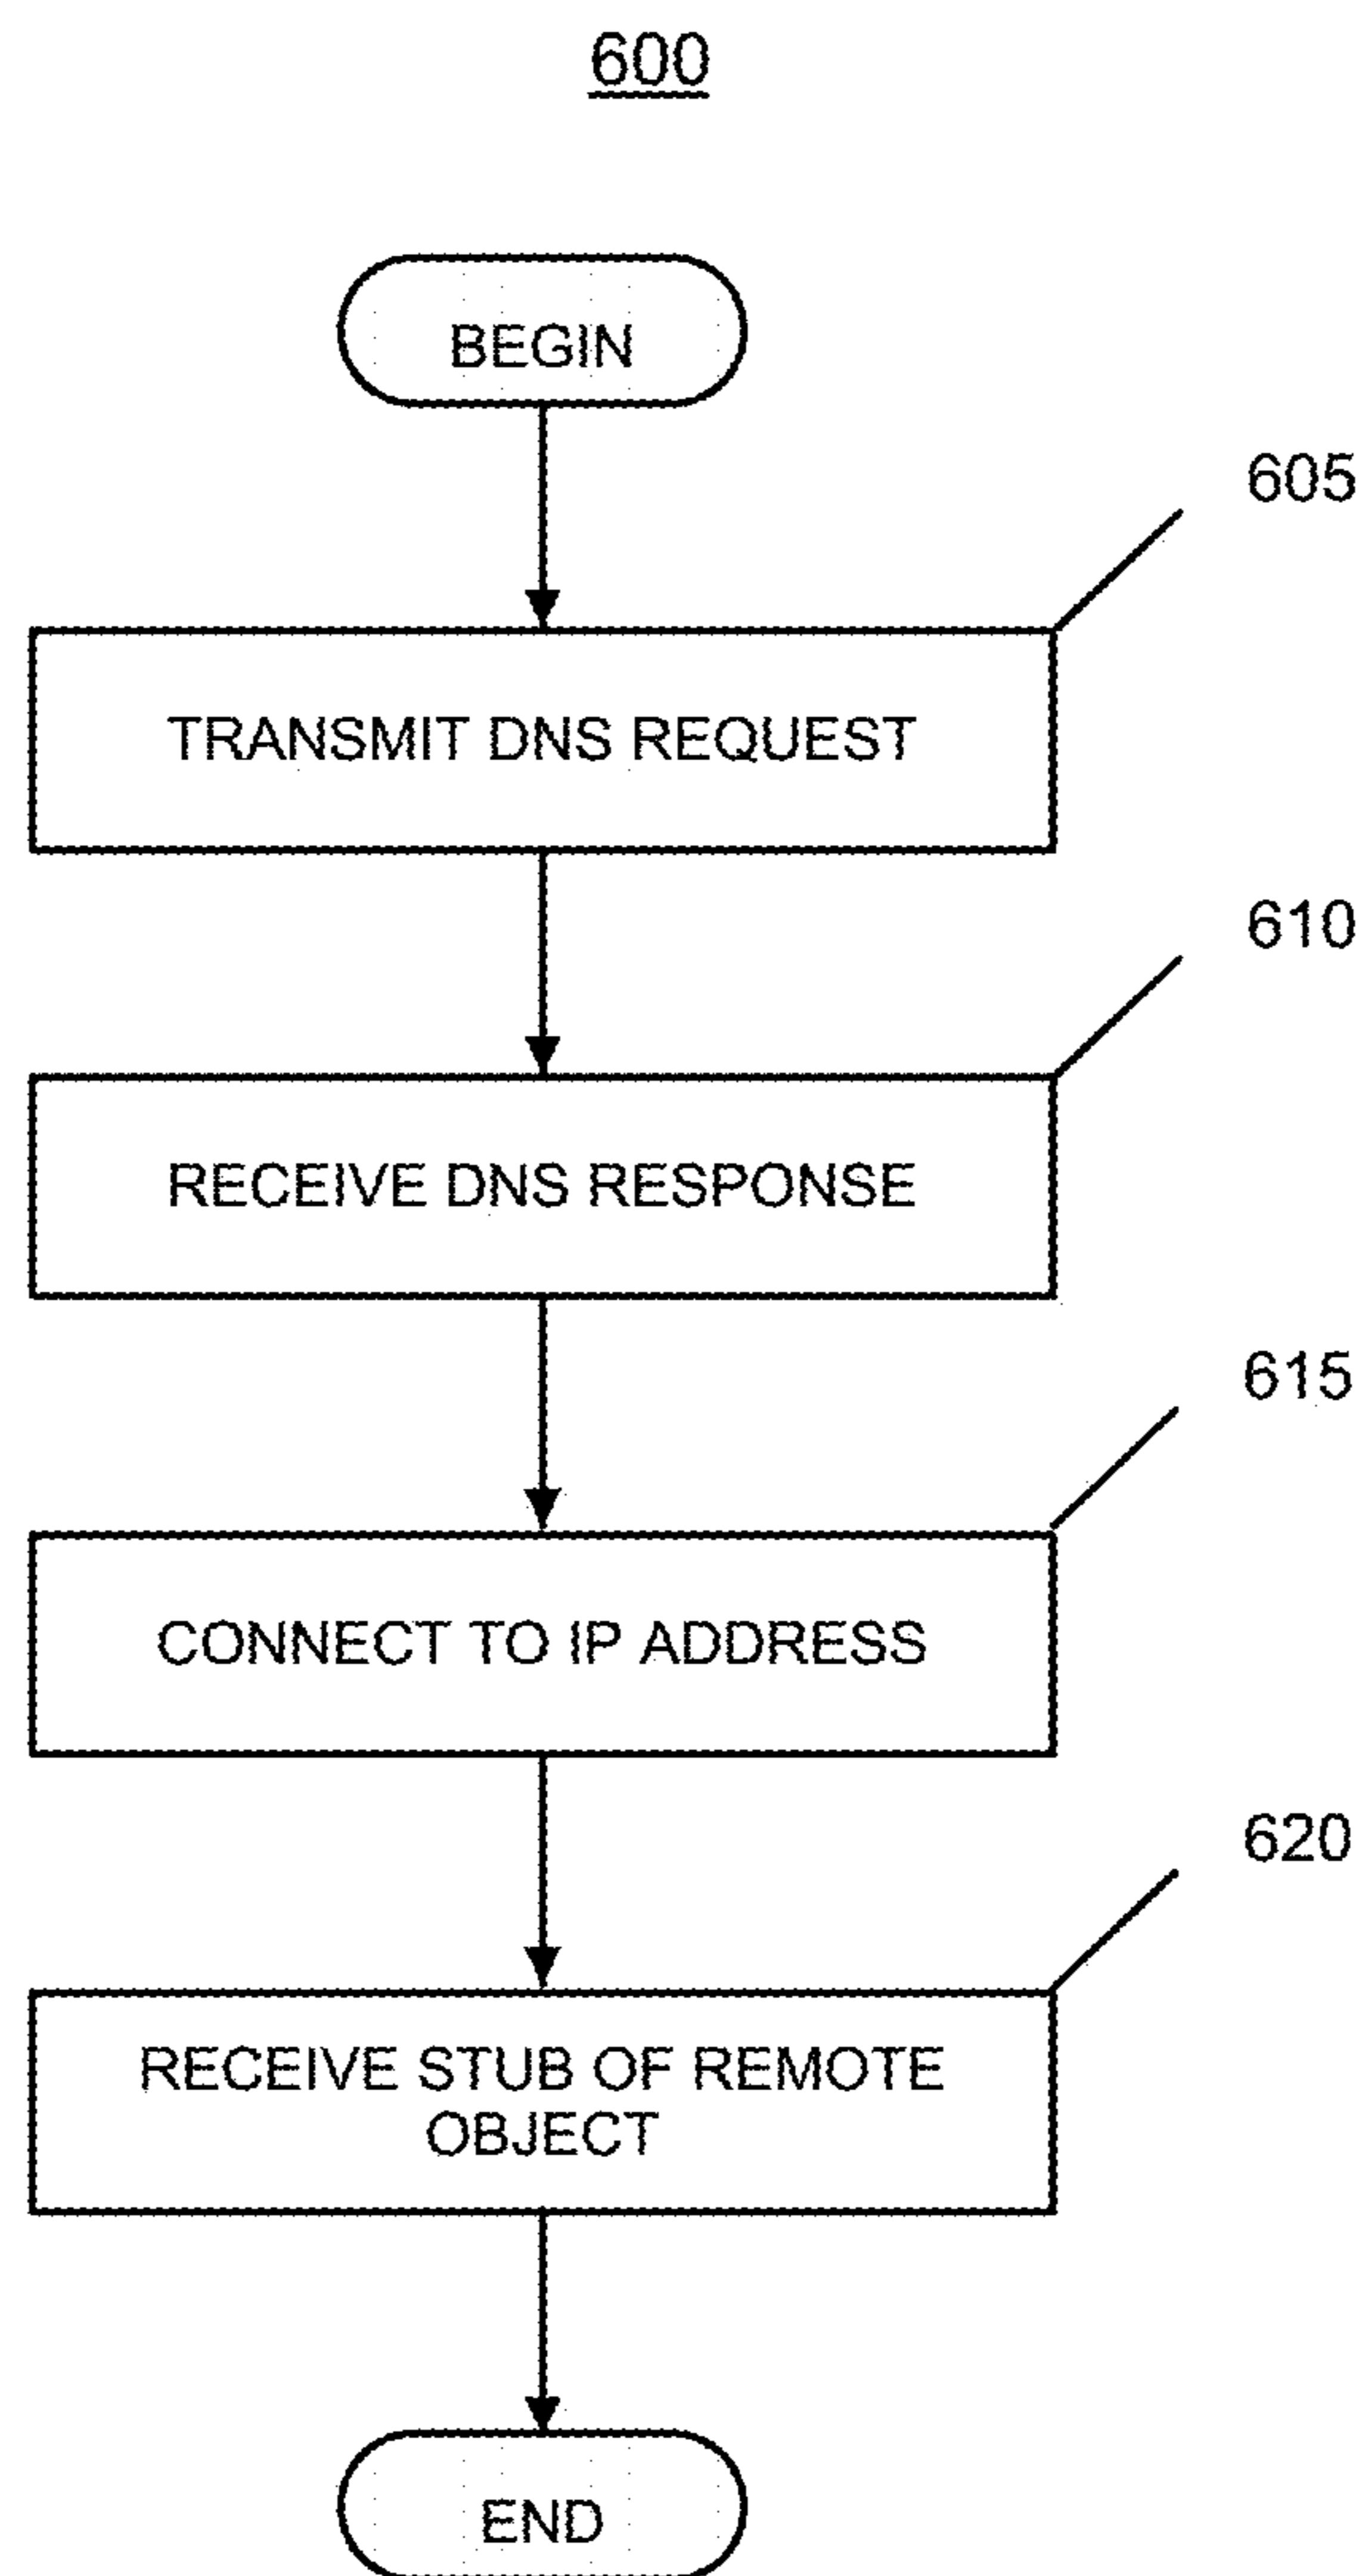 600
BEGIN
605
TRANSMIT DNS REQUEST
610
RECEIVE DNS RESPONSE
615
CONNECT TO IP ADDRESS
620
RECEIVE STUB OF REMOTE
OBJECT
END